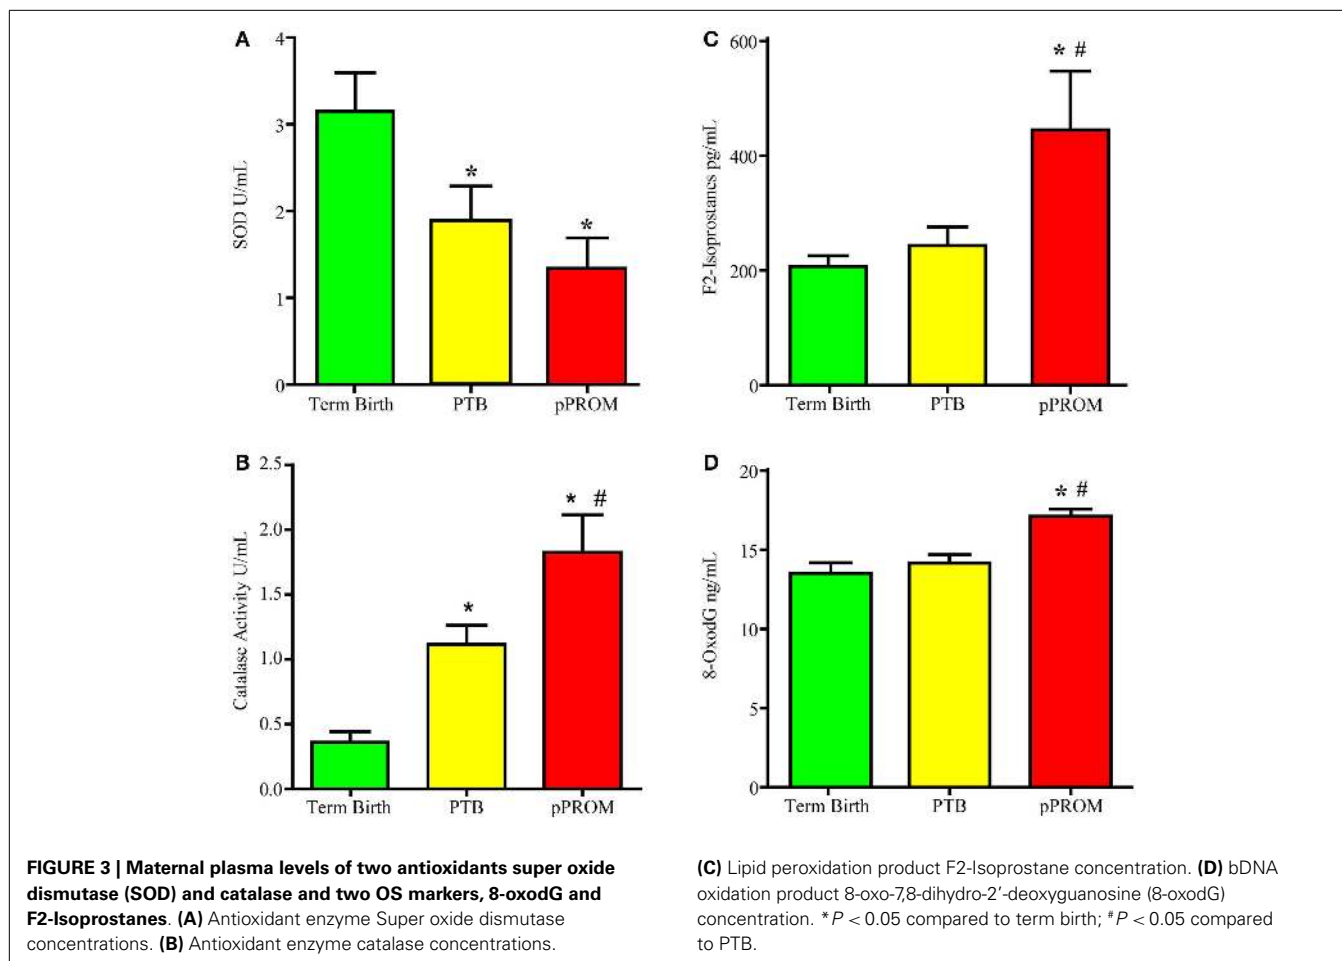 A
4
3
2
1
0
SOD U/mL
*
*
Term Birth PTB pPROM
B
2.5
2.0
1.5
1.0
0.5
0.0
Catalase Activity U/mL
*
* #
Term Birth PTB pPROM
C
600
400
200
0
F2-Isoprostanes pg/mL
* #
Term Birth PTB pPROM
D
20
15
10
5
0
8-OxodG ng/mL
* #
Term Birth PTB pPROM
FIGURE 3 | Maternal plasma levels of two antioxidants super oxide
dismutase (SOD) and catalase and two OS markers, 8-oxodG and
F2-Isoprostanes. (A) Antioxidant enzyme Super oxide dismutase
concentrations. (B) Antioxidant enzyme catalase concentrations.
(C) Lipid peroxidation product F2-Isoprostane concentration. (D) bDNA
oxidation product 8-oxo-7,8-dihydro-2′-deoxyguanosine (8-oxodG)
concentration. *P < 0.05 compared to term birth; #P < 0.05 compared
to PTB.